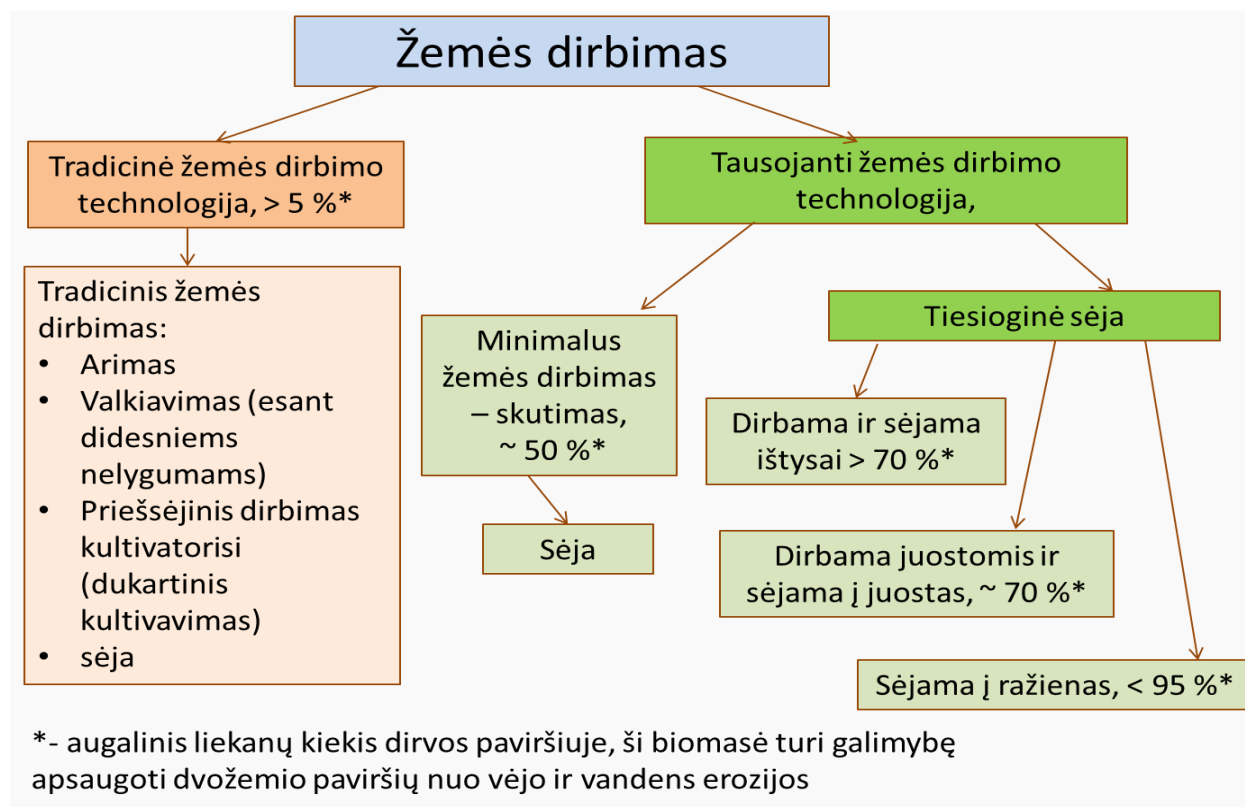 Žemės dirbimas
Tradicinė žemės dirbimo
technologija, > 5 %*
Tausojanti žemės dirbimo
technologija,
Tradicinis žemės
dirbimas:
• Arimas
• Valkiavimas (esant
didesniems
nelygumams)
• Priešsėjinis dirbimas
kultivatorisi
(dukartinis
kultivavimas)
• sėja
Minimalus
žemės dirbimas
– skutimas,
~ 50 %*
Sėja
Tiesioginė sėja
Dirbama ir sėjama
ištysai > 70 %*
Dirbama juostomis ir
sėjama į juostas, ~ 70 %*
Sėjama į ražienas, < 95 %*
*- augalinis liekanų kiekis dirvos paviršiuje, ši biomasė turi galimybę
apsaugoti dvožemio paviršių nuo vėjo ir vandens erozijos